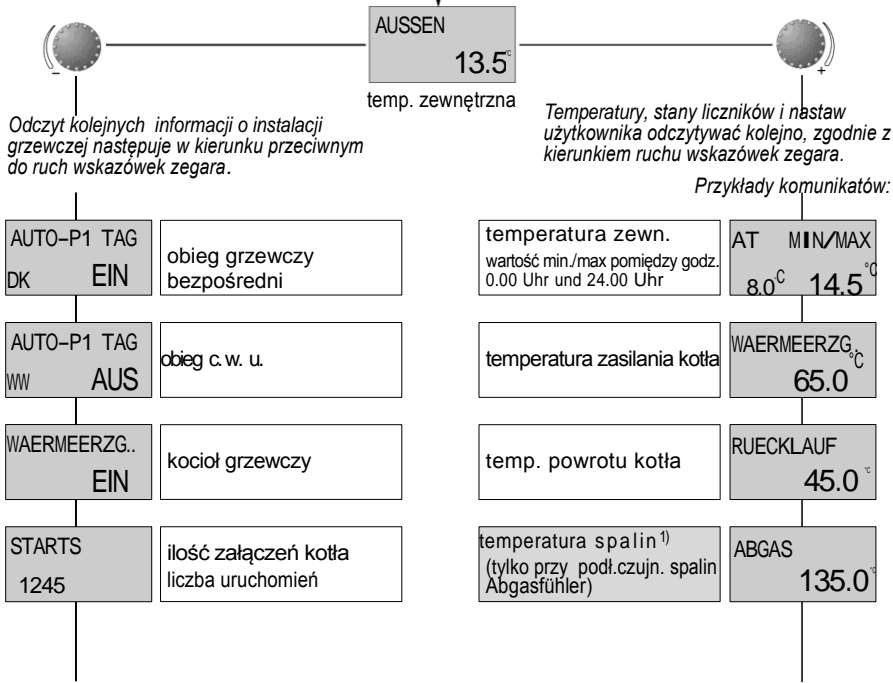 AUSSEN
13.5°C
temp. zewnętrzna
−
+
Odczyt kolejnych informacji o instalacji
grzewczej następuje w kierunku przeciwnym
do ruch wskazówek zegara.
Temperatury, stany liczników i nastaw
użytkownika odczytywać kolejno, zgodnie z
kierunkiem ruchu wskazówek zegara.
Przykłady komunikatów:
AUTO–P1 TAG
DK EIN
obieg grzewczy
bezpośredni
AUTO–P1 TAG
WW AUS
obieg c. w. u.
WAERMEERZG..
EIN
kocioł grzewczy
STARTS
1245
ilość załączeń kotła
liczba uruchomień
temperatura zewn.
wartość min./max pomiędzy godz.
0.00 Uhr und 24.00 Uhr
AT MIN/MAX
8.0°C 14.5°C
temperatura zasilania kotła
WAERMEERZG.
65.0°C
temp. powrotu kotła
RUECKLAUF
45.0°C
temperatura spalin 1)
(tylko przy podł.czujn. spalin
Abgasfühler)
ABGAS
135.0°C